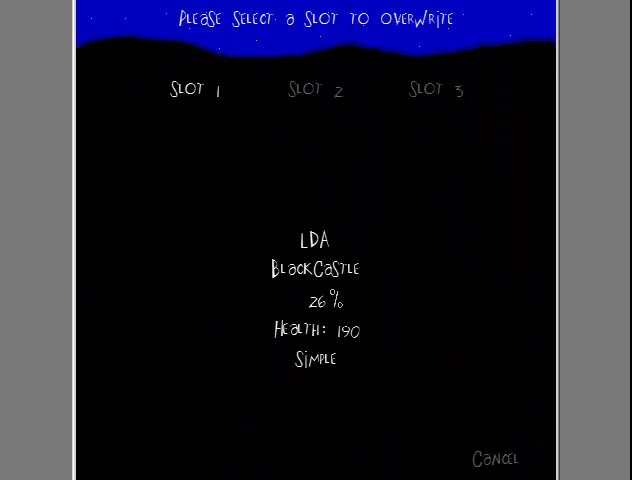 Please Select a Slot to Overwrite
Slot 1 Slot 2 Slot 3
LDA
BlackCastle
26%
Health: 190
Simple
Cancel